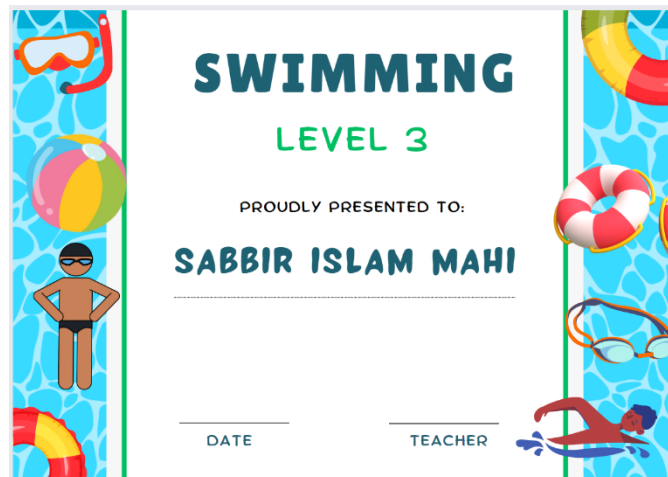 SWIMMING
LEVEL 3
PROUDLY PRESENTED TO:
SABBIR ISLAM MAHI
DATE TEACHER